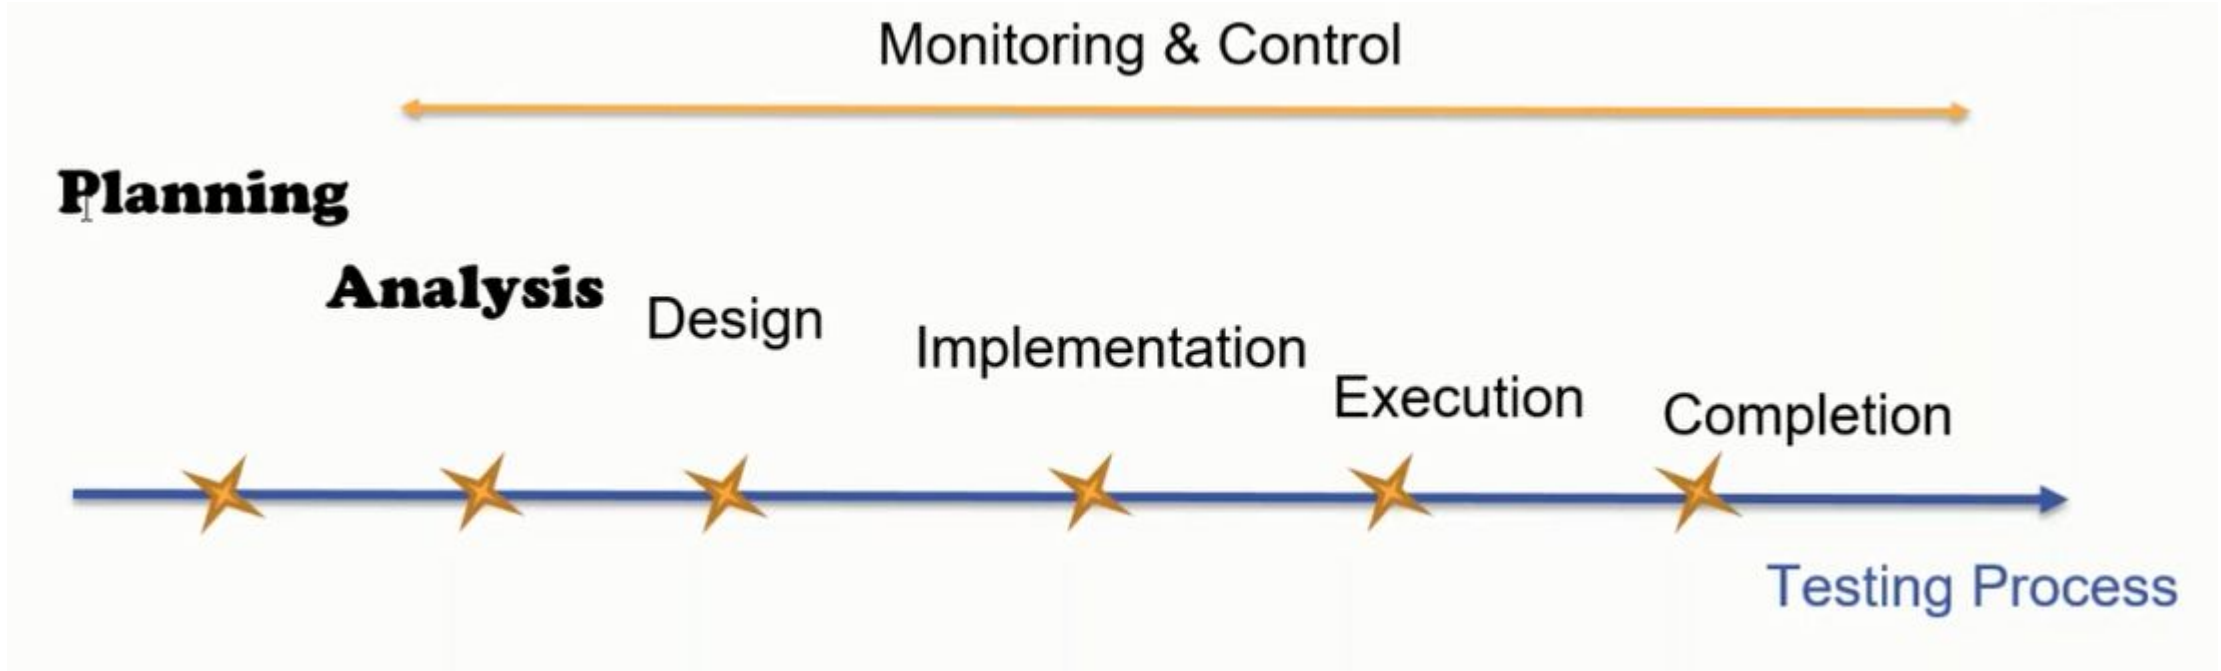 Monitoring & Control
Planning
Analysis
Design
Implementation
Execution
Completion
Testing Process